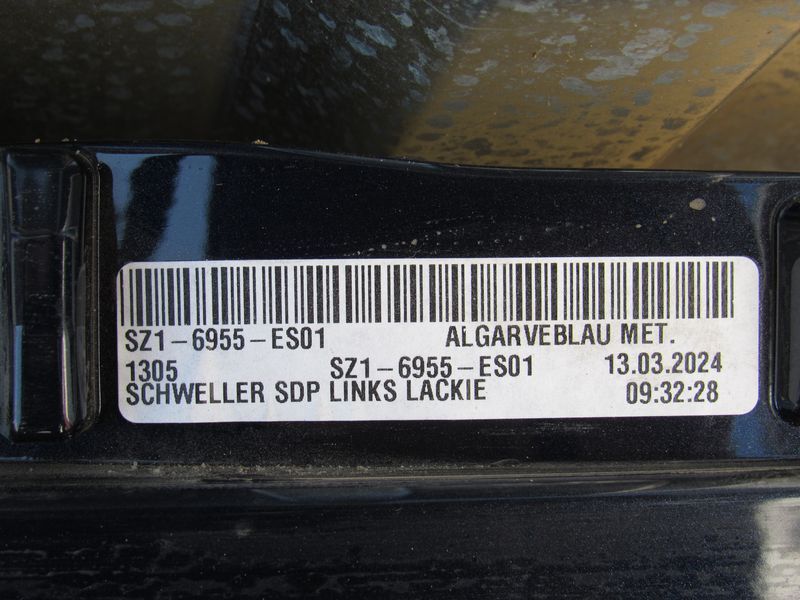 SZ1-6955-ES01 ALGARVEBLAU MET.
1305 SZ1-6955-ES01 13.03.2024
SCHWELLER SDP LINKS LACKIE 09:32:28